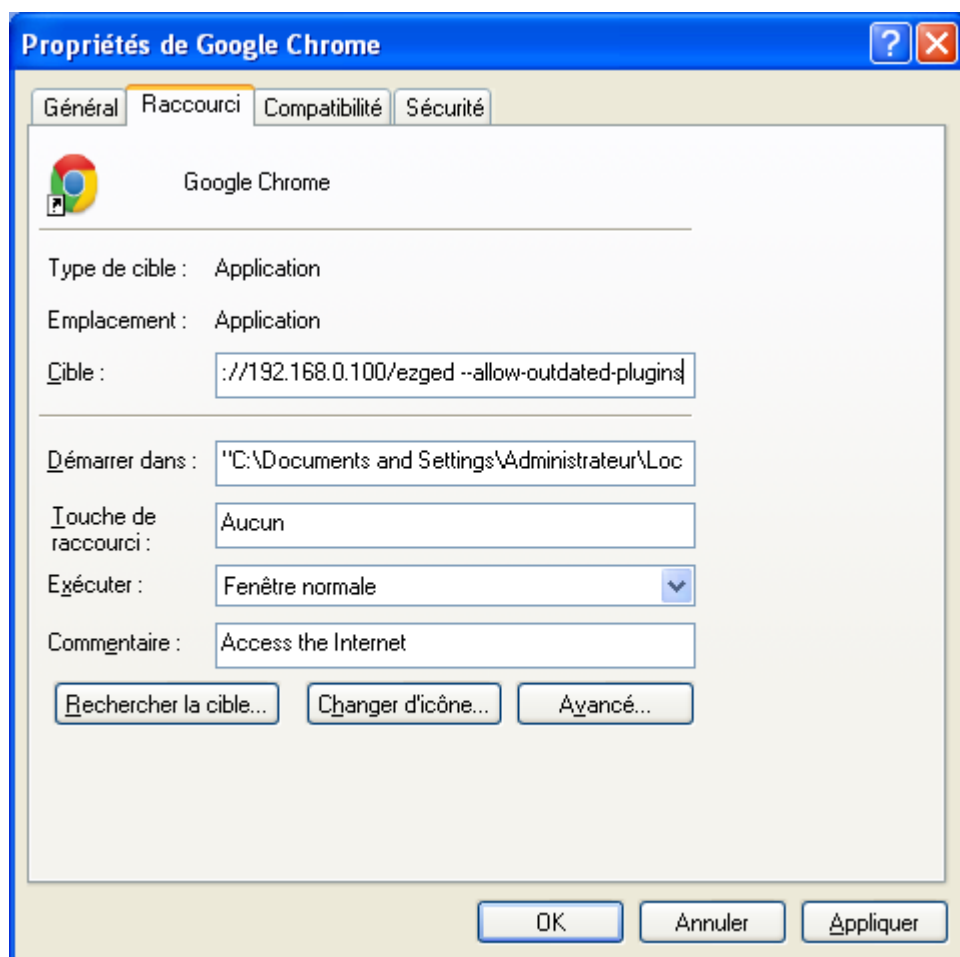 Propriétés de Google Chrome
Général Raccourci Compatibilité Sécurité
Google Chrome
Type de cible : Application
Emplacement : Application
Cible : ://192.168.0.100/ezged --allow-outdated-plugins
Démarrer dans : "C:\Documents and Settings\Administrateur\Loc
Touche de raccourci : Aucun
Exécuter : Fenêtre normale
Commentaire : Access the Internet
Rechercher la cible... Changer d'icône... Avancé...
OK Annuler Appliquer